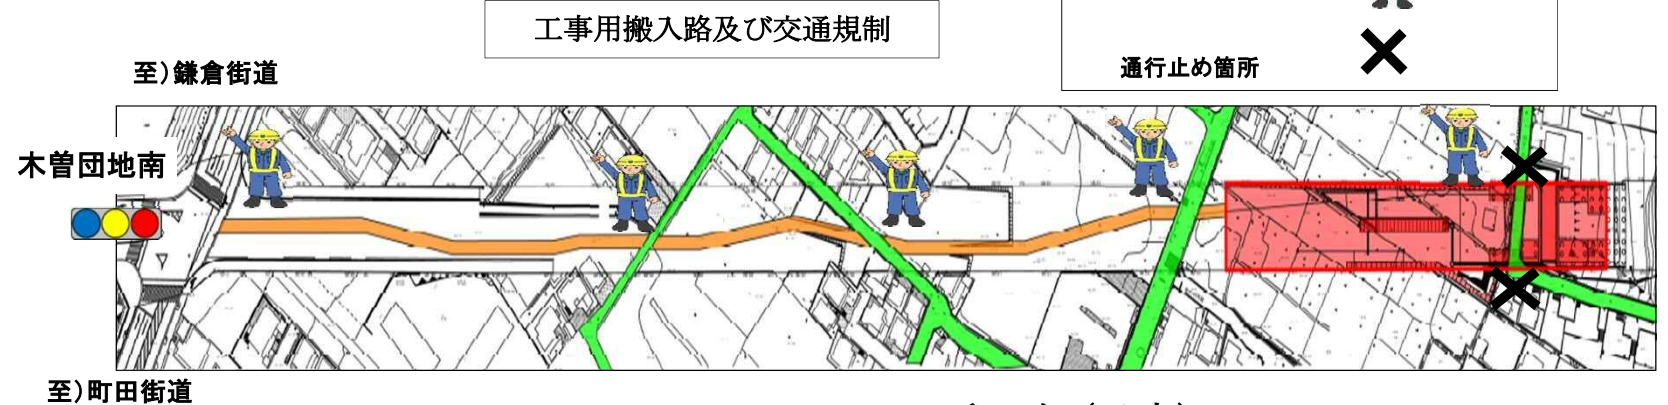 工事用搬入路及び交通規制
通行止め箇所
至)鎌倉街道
木曽団地南
至)町田街道